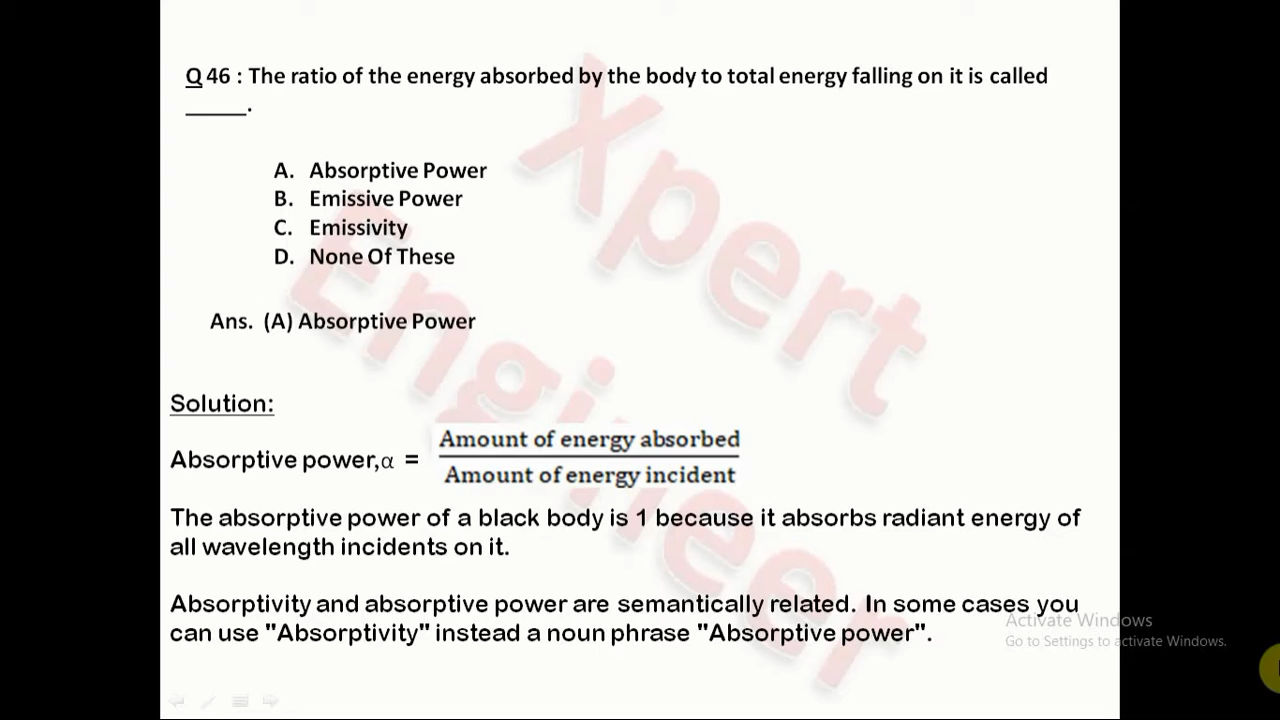 Q 46 : The ratio of the energy absorbed by the body to total energy falling on it is called
_____.
A. Absorptive Power
B. Emissive Power
C. Emissivity
D. None Of These
Ans. (A) Absorptive Power
Solution:
Absorptive power,α =
Amount of energy absorbed
Amount of energy incident
The absorptive power of a black body is 1 because it absorbs radiant energy of
all wavelength incidents on it.
Absorptivity and absorptive power are semantically related. In some cases you
can use "Absorptivity" instead a noun phrase "Absorptive power".
Xpert
Engineer
Activate Windows
Go to Settings to activate Windows.